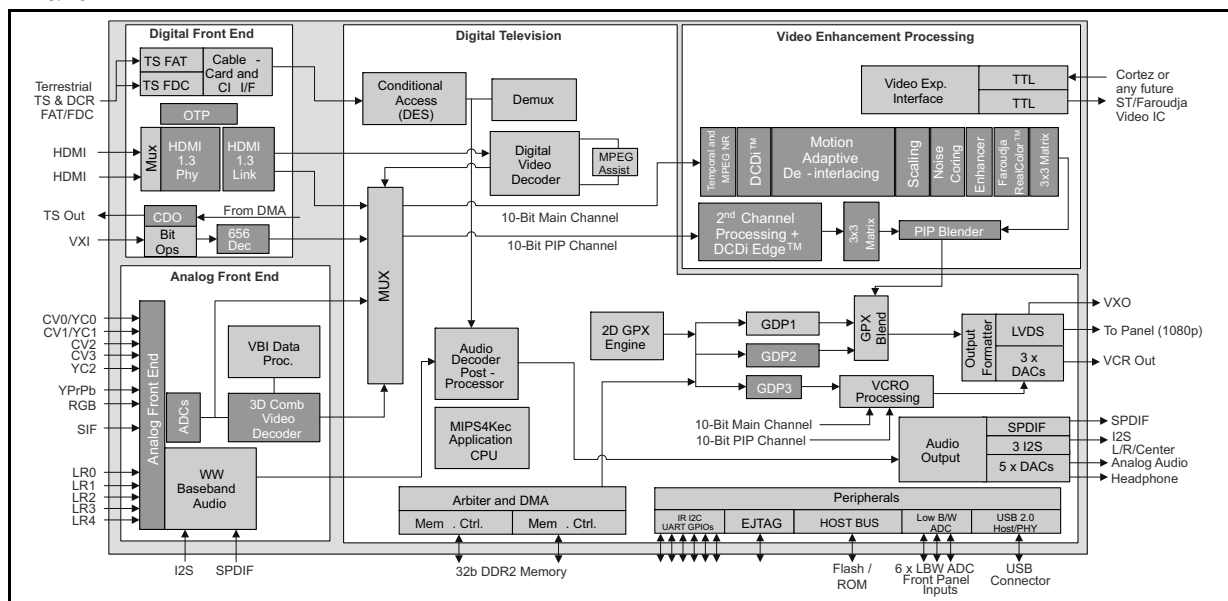 Digital Front End
Digital Television
Video Enhancement Processing
Terrestrial
TS & DCR
FAT/FDC
TS FAT
TS FDC
Cable -
Card and
CI I/F
OTP
HDMI
HDMI
Mux
HDMI
1.3
Phy
HDMI
1.3
Link
TS Out
VXI
CDO
Bit
Ops
From DMA
656
Dec
Conditional
Access
(DES)
Demux
Digital
Video
Decoder
MPEG
Assist
MUX
10-Bit Main Channel
10-Bit PIP Channel
Video Exp.
Interface
TTL
TTL
Cortez or
any future
ST/Faroudja
Video IC
Temporal and
MPEG NR
DCDi™
Motion
Adaptive
De - interlacing
Scaling
Noise
Coring
Enhancer
Faroudja
RealColor™
3x3 Matrix
2nd Channel
Processing +
DCDi Edge™
3x3
Matrix
PIP Blender
Analog Front End
CV0/YC0
CV1/YC1
CV2
CV3
YC2
YPrPb
RGB
SIF
LR0
LR1
LR2
LR3
LR4
Analog Front End
ADCs
VBI Data
Proc.
3D Comb
Video
Decoder
WW
Baseband
Audio
I2S
SPDIF
Audio
Decoder
Post -
Processor
MIPS4Kec
Application
CPU
2D GPX
Engine
GDP1
GDP2
GDP3
GPX
Blend
VCRO
Processing
10-Bit Main Channel
10-Bit PIP Channel
Output
Formatter
LVDS
3 x
DACs
VXO
To Panel (1080p)
VCR Out
Audio
Output
SPDIF
3 I2S
5 x DACs
SPDIF
I2S
L/R/Center
Analog Audio
Headphone
Arbiter and DMA
Mem . Ctrl.
Mem . Ctrl.
32b DDR2 Memory
Peripherals
IR I2C
UART GPIOs
EJTAG
HOST BUS
Low B/W
ADC
USB 2.0
Host/PHY
Flash /
ROM
6 x LBW ADC
Front Panel
Inputs
USB
Connector